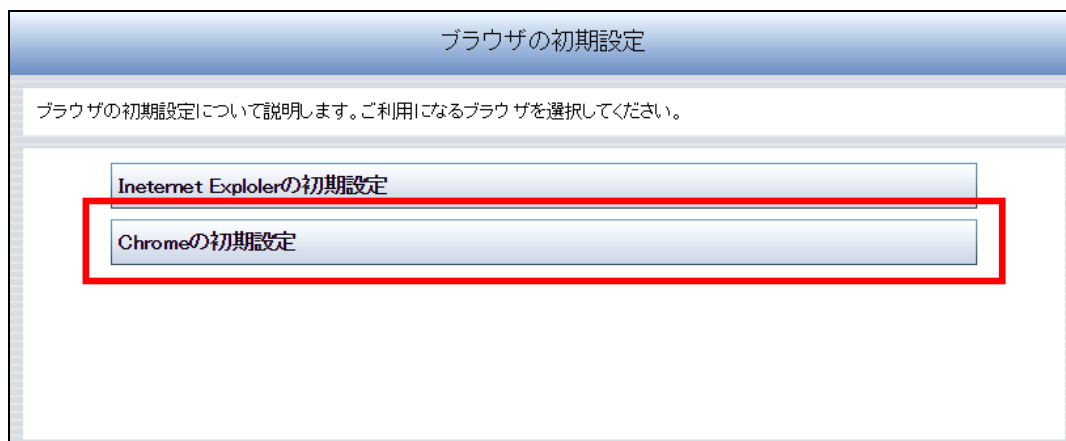 ブラウザの初期設定
ブラウザの初期設定について説明します。ご利用になるブラウザを選択してください。
Ineternet Explolerの初期設定
Chromeの初期設定